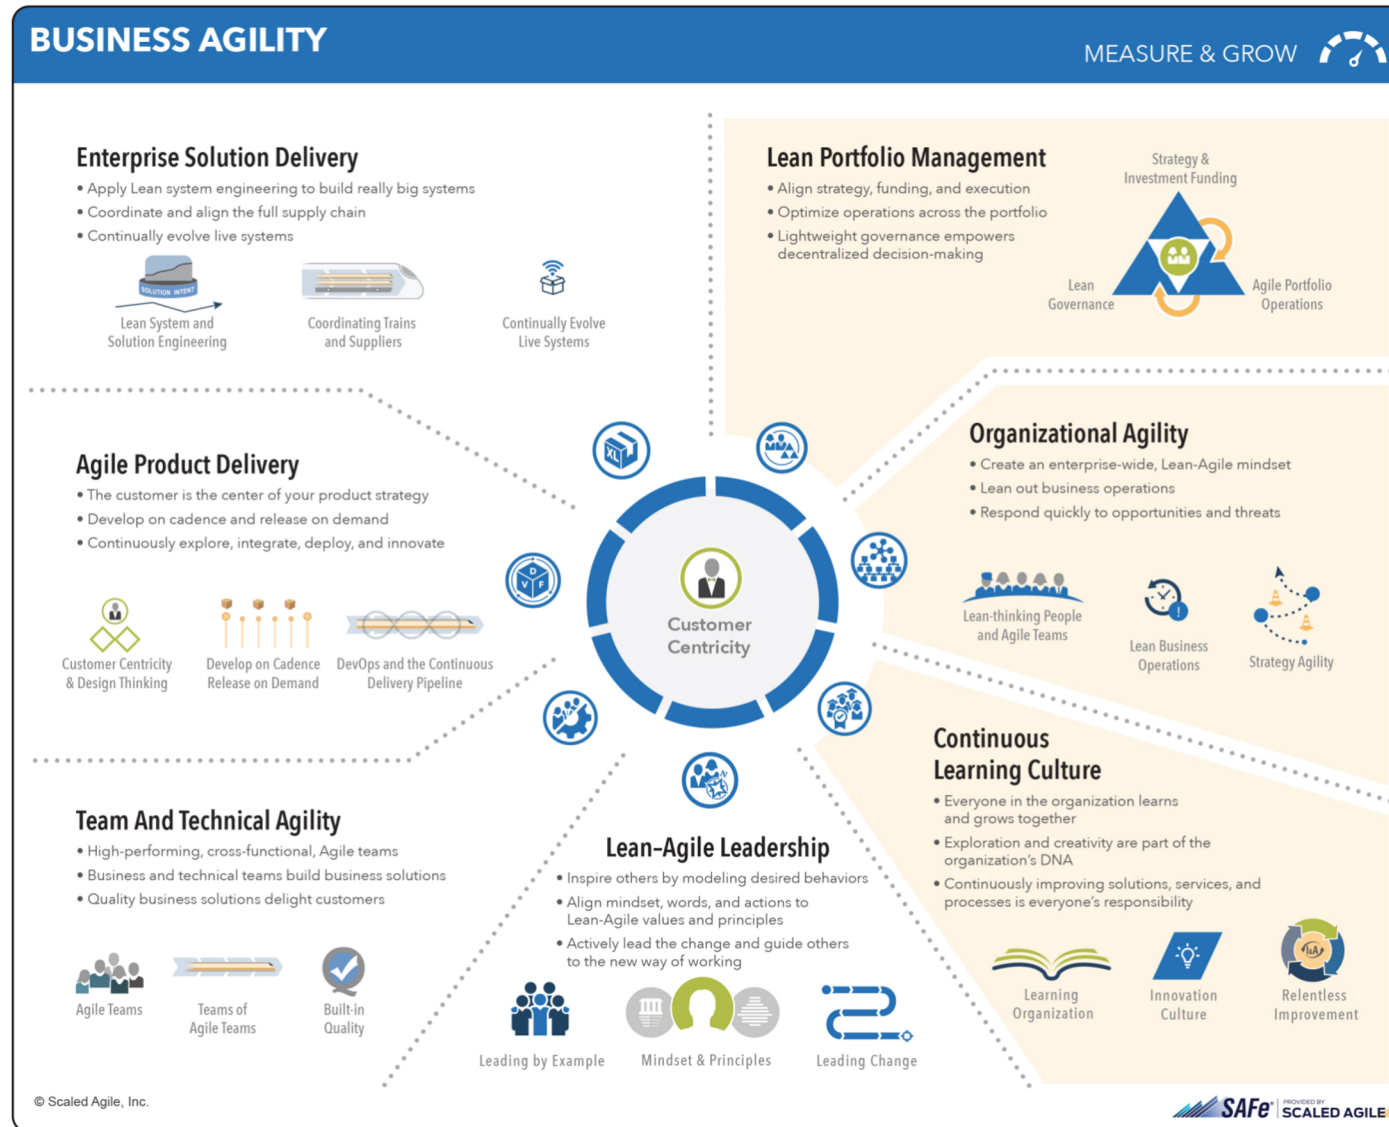 BUSINESS AGILITY
MEASURE & GROW
Enterprise Solution Delivery
• Apply Lean system engineering to build really big systems
• Coordinate and align the full supply chain
• Continually evolve live systems
SOLUTION INTENT
Lean System and
Solution Engineering
Coordinating Trains
and Suppliers
Continually Evolve
Live Systems
Lean Portfolio Management
• Align strategy, funding, and execution
• Optimize operations across the portfolio
• Lightweight governance empowers
decentralized decision-making
Strategy &
Investment Funding
Lean
Governance
Agile Portfolio
Operations
Agile Product Delivery
• The customer is the center of your product strategy
• Develop on cadence and release on demand
• Continuously explore, integrate, deploy, and innovate
Customer Centricity
& Design Thinking
Develop on Cadence
Release on Demand
DevOps and the Continuous
Delivery Pipeline
XL
D
V F
Customer
Centricity
Organizational Agility
• Create an enterprise-wide, Lean-Agile mindset
• Lean out business operations
• Respond quickly to opportunities and threats
Lean-thinking People
and Agile Teams
Lean Business
Operations
Strategy Agility
Team And Technical Agility
• High-performing, cross-functional, Agile teams
• Business and technical teams build business solutions
• Quality business solutions delight customers
Agile Teams
Teams of
Agile Teams
Built-in
Quality
Lean-Agile Leadership
• Inspire others by modeling desired behaviors
• Align mindset, words, and actions to
Lean-Agile values and principles
• Actively lead the change and guide others
to the new way of working
Leading by Example
Mindset & Principles
Leading Change
Continuous
Learning Culture
• Everyone in the organization learns
and grows together
• Exploration and creativity are part of the
organization's DNA
• Continuously improving solutions, services, and
processes is everyone's responsibility
Learning
Organization
Innovation
Culture
I&A
Relentless
Improvement
© Scaled Agile, Inc.
SAFe®
PROVIDED BY
SCALED AGILE